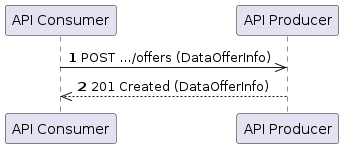 API Consumer
API Producer
1 POST .../offers (DataOfferInfo)
2 201 Created (DataOfferInfo)
API Consumer
API Producer